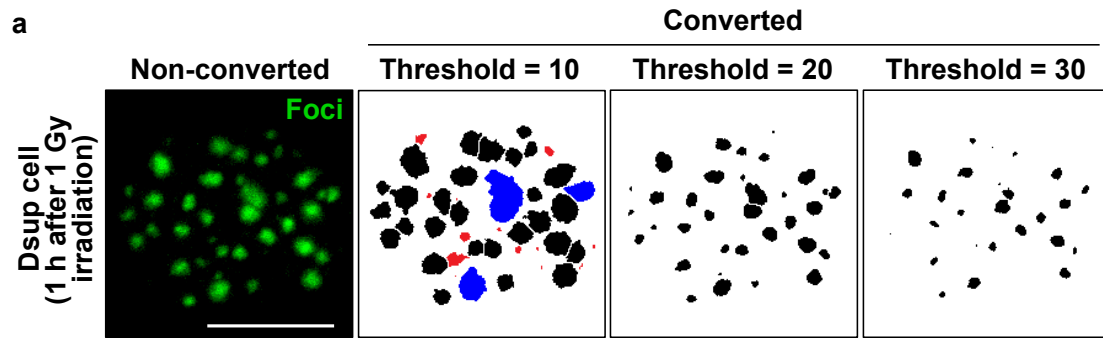 a
Converted
Non-converted
Threshold = 10
Threshold = 20
Threshold = 30
Foci
Dsup cell
(1 h after 1 Gy
irradiation)